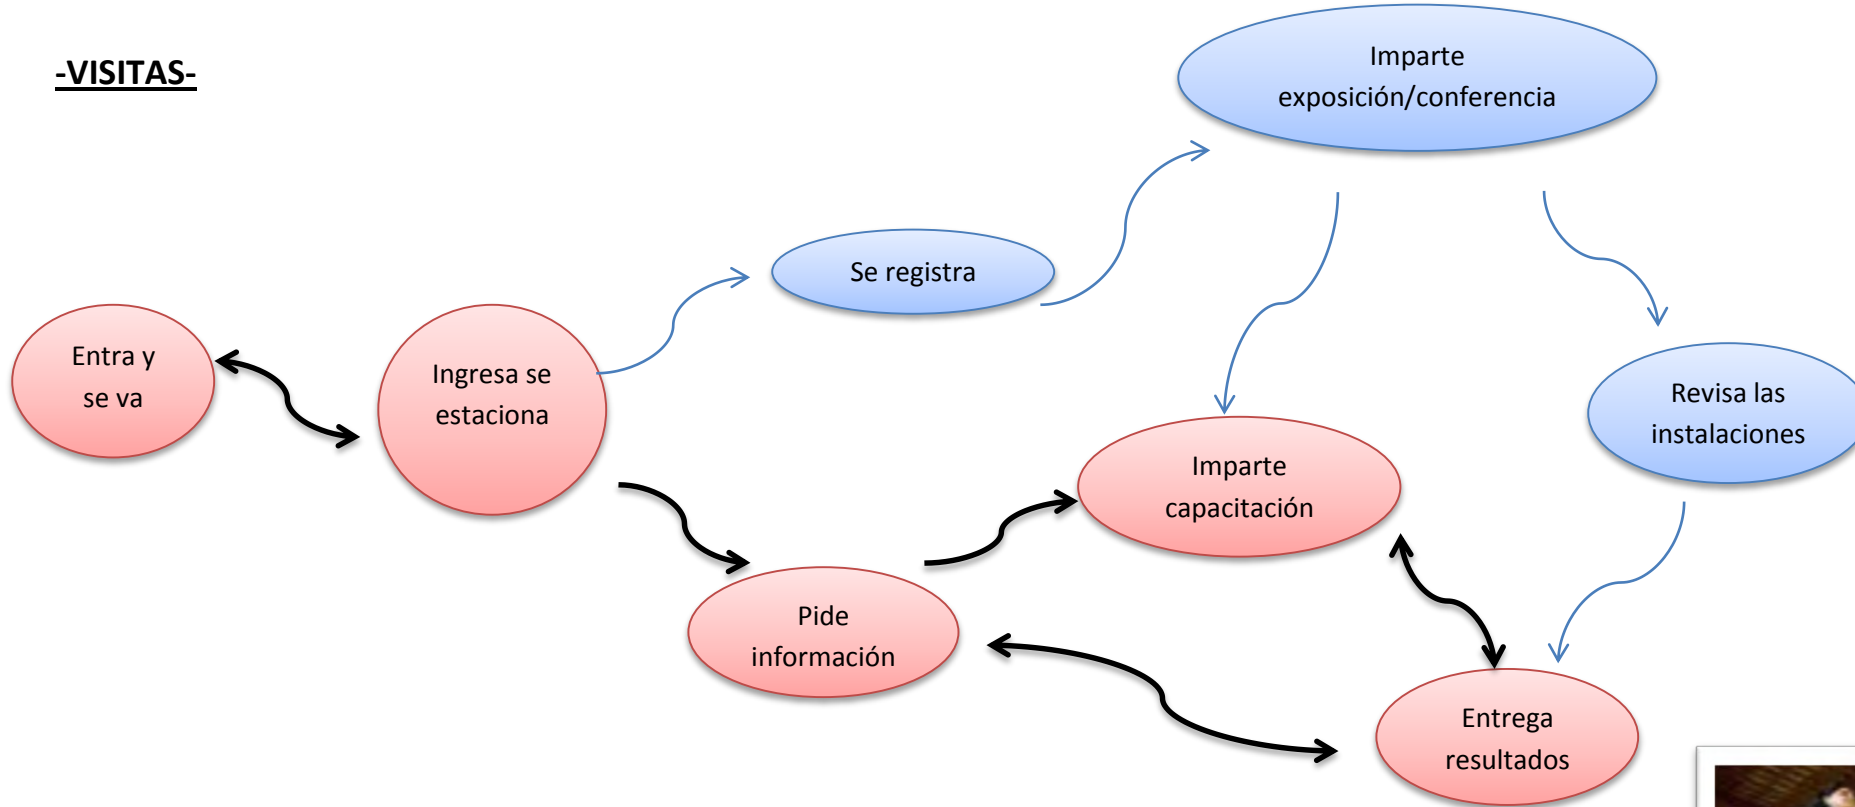 -VISITAS-
Imparte
exposición/conferencia
Se registra
Entra y
se va
Ingresa se
estaciona
Revisa las
instalaciones
Imparte
capacitación
Pide
información
Entrega
resultados